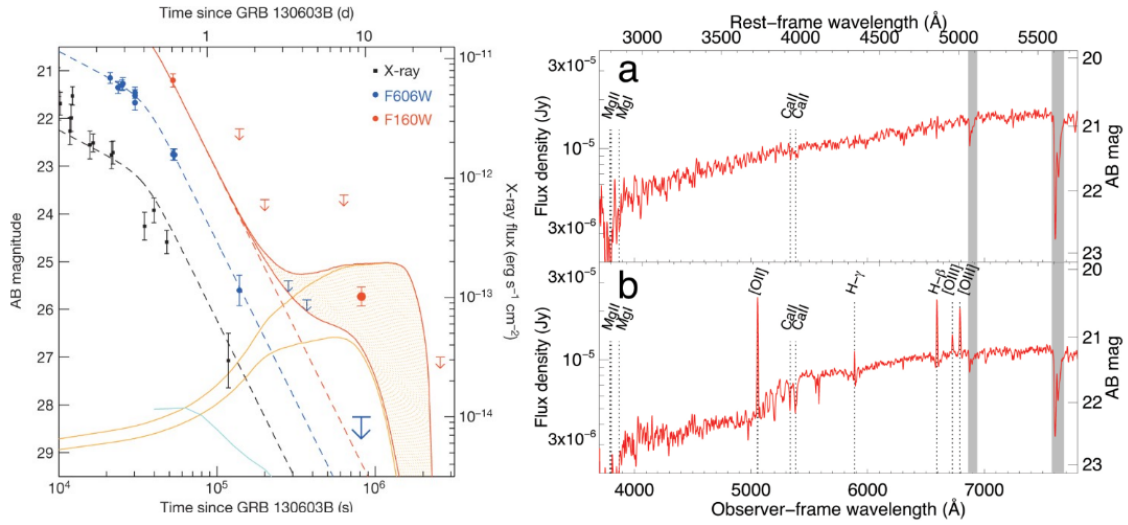 Time since GRB 130603B (d)
1
10
X-ray
F606W
F160W
21
22
23
24
25
26
27
28
29
AB magnitude
10⁻¹¹
10⁻¹²
10⁻¹³
10⁻¹⁴
X-ray flux (erg s⁻¹ cm⁻²)
10⁴
10⁵
10⁶
Time since GRB 130603B (s)
Rest-frame wavelength (Å)
3000 3500 4000 4500 5000 5500
a
MgII
MgI
CaII
CaII
3x10⁻⁵
10⁻⁵
3x10⁻⁶
Flux density (Jy)
20
21
22
23
AB mag
b
MgII
MgI
[OII]
CaII
CaII
H-γ
H-β
[OIII]
[OIII]
3x10⁻⁵
10⁻⁵
3x10⁻⁶
Flux density (Jy)
20
21
22
23
AB mag
4000 5000 6000 7000
Observer-frame wavelength (Å)